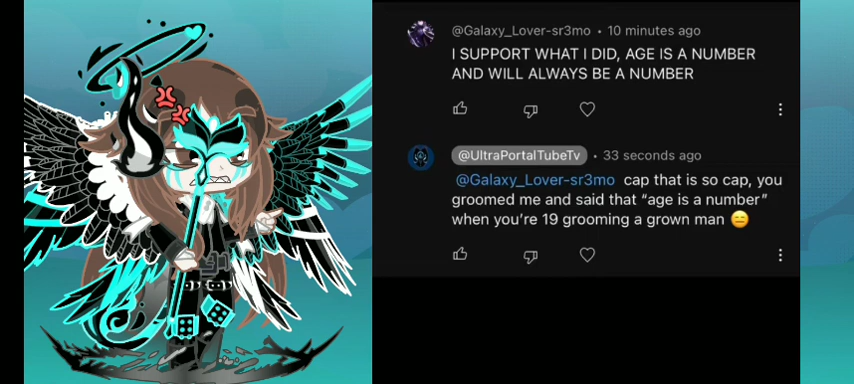 @Galaxy_Lover-sr3mo • 10 minutes ago
I SUPPORT WHAT I DID, AGE IS A NUMBER
AND WILL ALWAYS BE A NUMBER
@UltraPortalTubeTv • 33 seconds ago
@Galaxy_Lover-sr3mo cap that is so cap, you
groomed me and said that “age is a number”
when you’re 19 grooming a grown man 😑